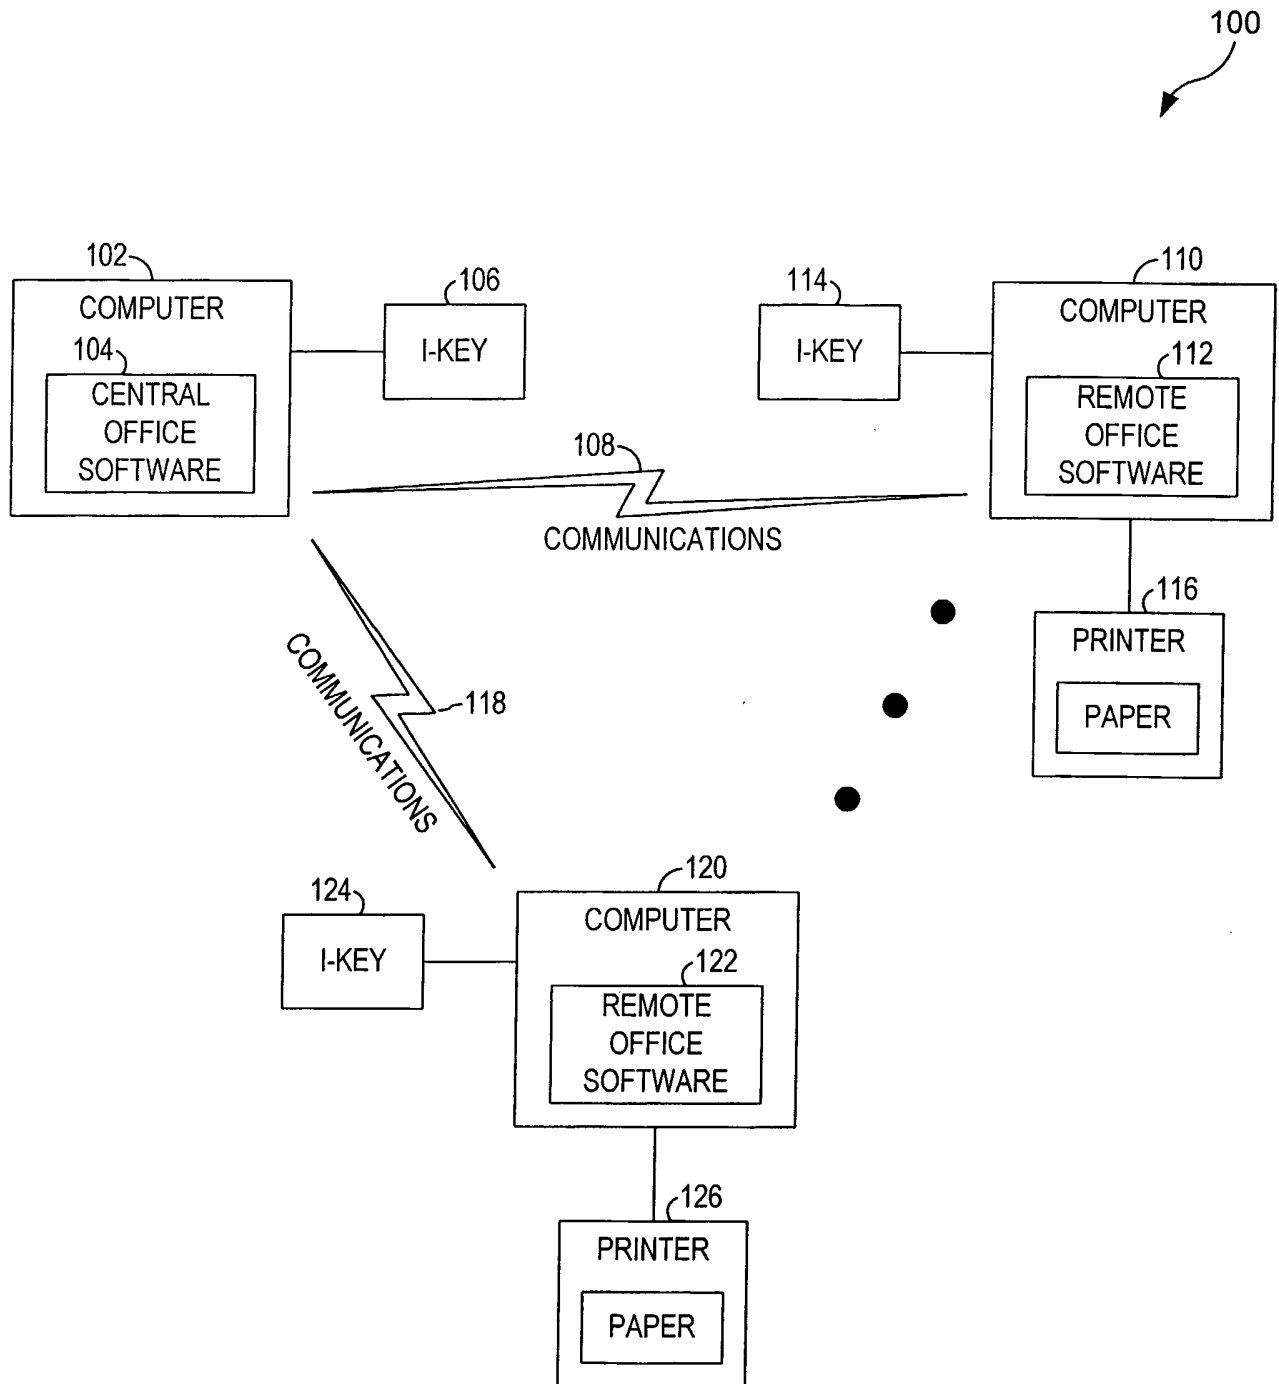 100
102
COMPUTER
104
CENTRAL
OFFICE
SOFTWARE
106
I-KEY
114
I-KEY
110
COMPUTER
112
REMOTE
OFFICE
SOFTWARE
108
COMMUNICATIONS
116
PRINTER
PAPER
118
COMMUNICATIONS
120
COMPUTER
124
I-KEY
122
REMOTE
OFFICE
SOFTWARE
126
PRINTER
PAPER